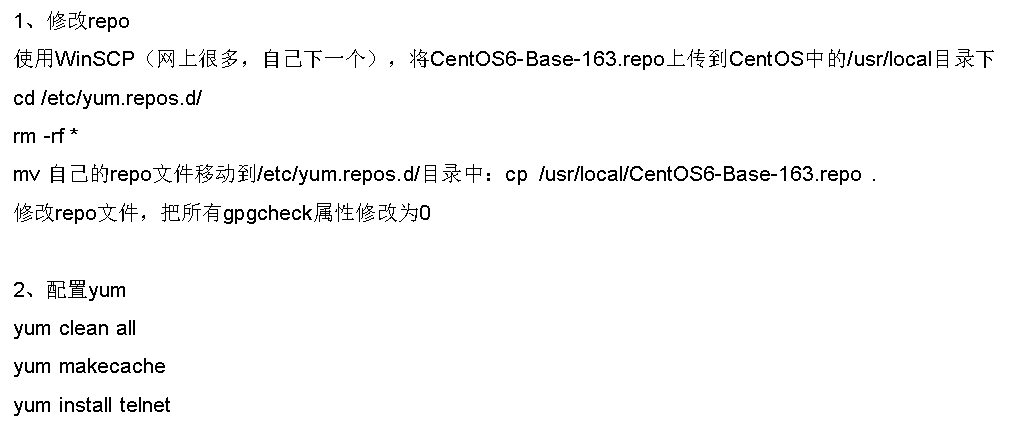 1、修改repo
使用WinSCP（网上很多，自己下一个），将CentOS6-Base-163.repo上传到CentOS中的/usr/local目录下
cd /etc/yum.repos.d/
rm -rf *
mv 自己的repo文件移动到/etc/yum.repos.d/目录中：cp /usr/local/CentOS6-Base-163.repo .
修改repo文件，把所有gpgcheck属性修改为0
2、配置yum
yum clean all
yum makecache
yum install telnet